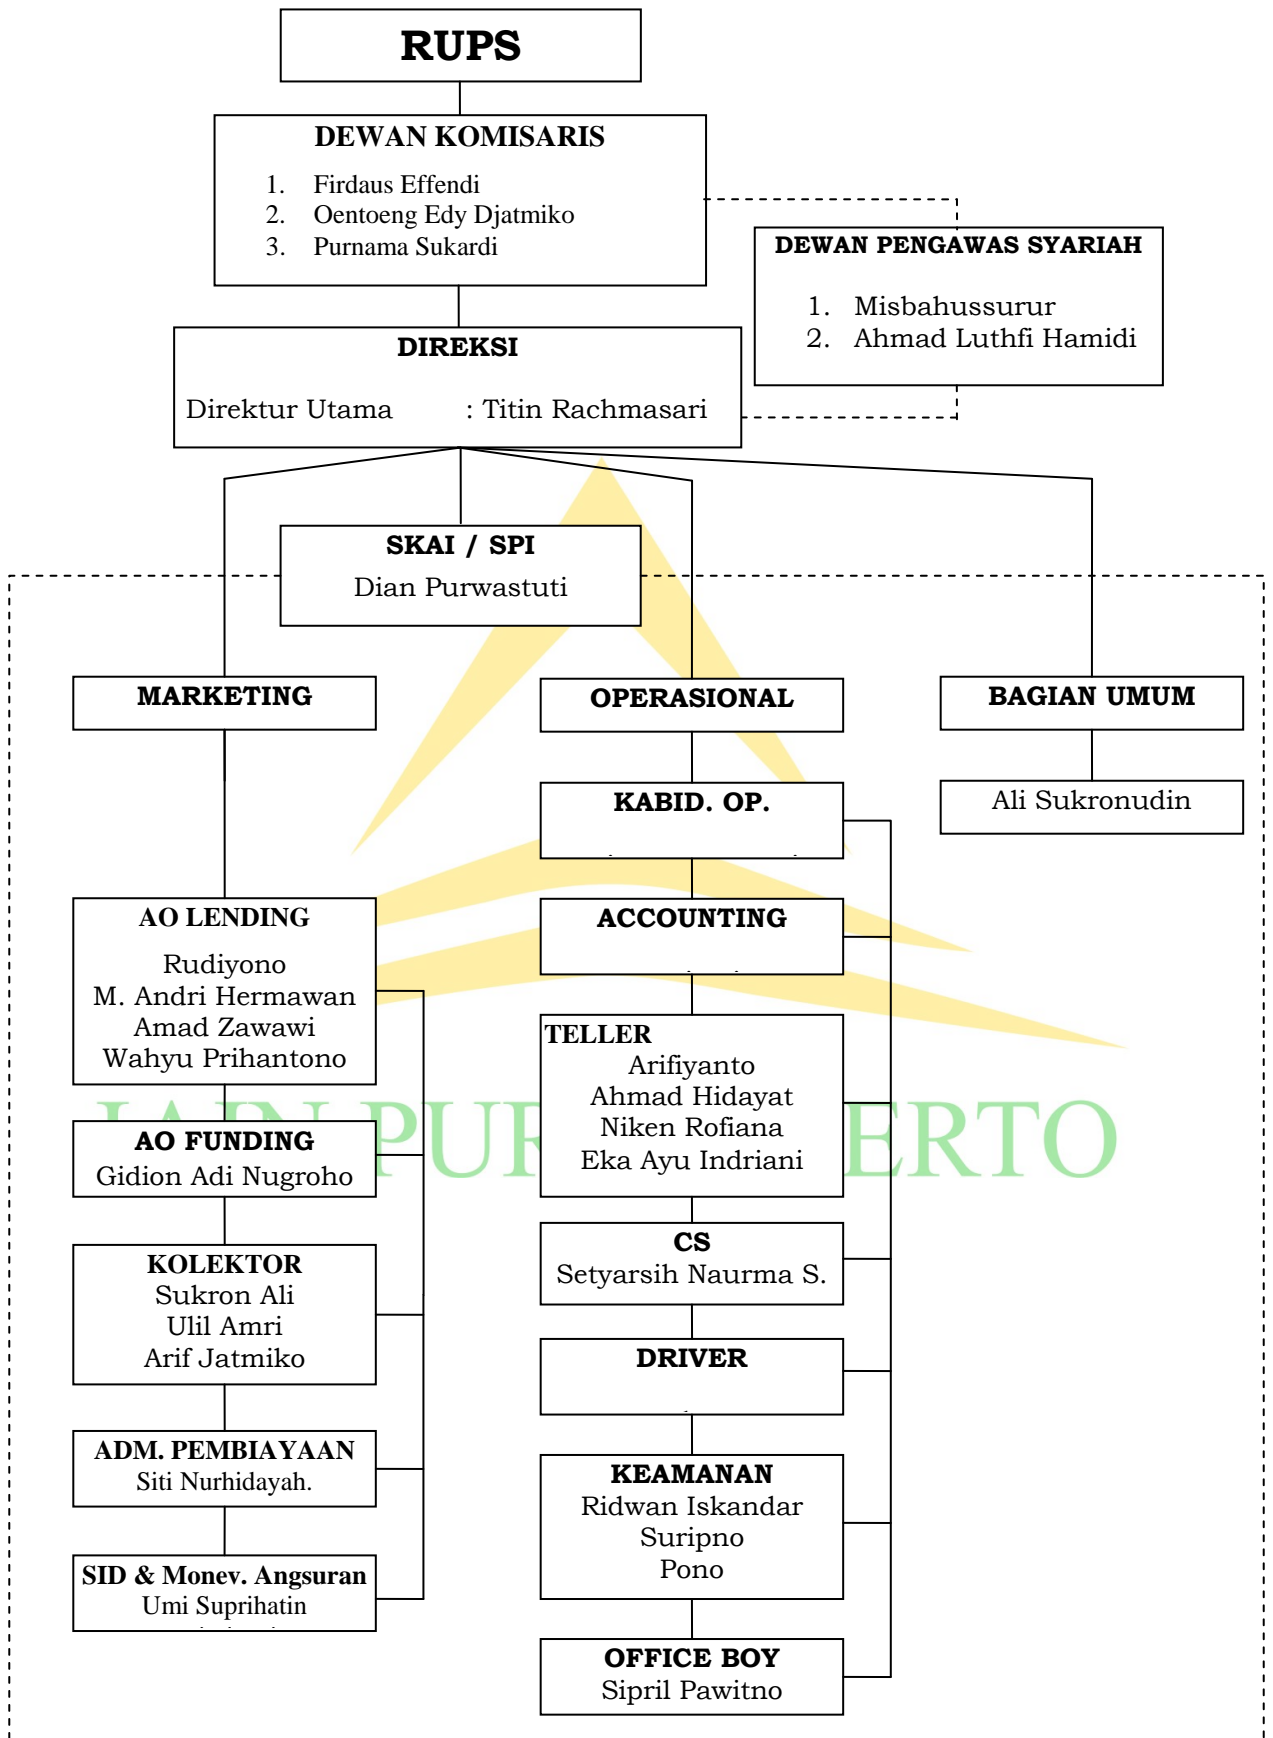 RUPS
DEWAN KOMISARIS
1. Firdaus Effendi
2. Oentoeng Edy Djatmiko
3. Purnama Sukardi
DEWAN PENGAWAS SYARIAH
1. Misbahussurur
2. Ahmad Luthfi Hamidi
DIREKSI
Direktur Utama : Titin Rachmasari
SKAI / SPI
Dian Purwastuti
MARKETING
AO LENDING
Rudiyono
M. Andri Hermawan
Amad Zawawi
Wahyu Prihantono
AO FUNDING
Gidion Adi Nugroho
KOLEKTOR
Sukron Ali
Ulil Amri
Arif Jatmiko
ADM. PEMBIAYAAN
Siti Nurhidayah.
SID & Monev. Angsuran
Umi Suprihatin
OPERASIONAL
KABID. OP.
ACCOUNTING
TELLER
Arifiyanto
Ahmad Hidayat
Niken Rofiana
Eka Ayu Indriani
CS
Setyarsih Naurma S.
DRIVER
KEAMANAN
Ridwan Iskandar
Suripno
Pono
OFFICE BOY
Sipril Pawitno
BAGIAN UMUM
Ali Sukronudin
IAIN